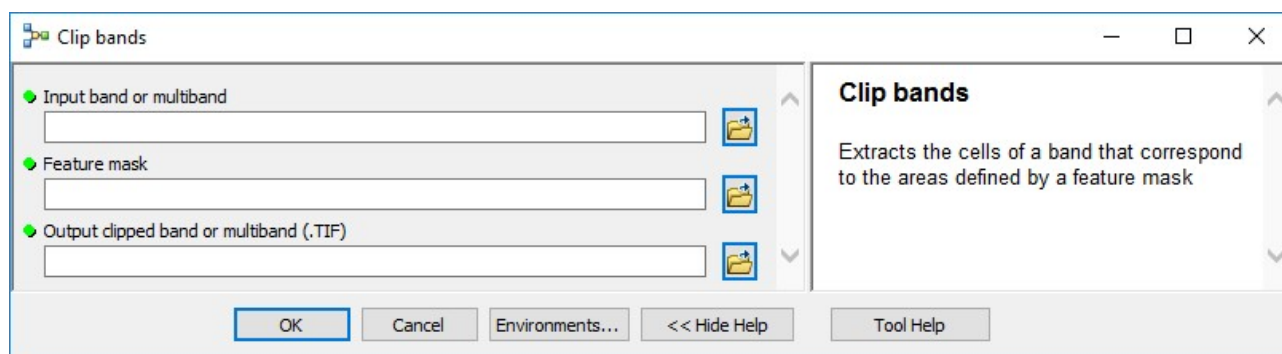 Clip bands
Input band or multiband
Feature mask
Output clipped band or multiband (.TIF)
Clip bands
Extracts the cells of a band that correspond
to the areas defined by a feature mask
OK Cancel Environments... << Hide Help Tool Help